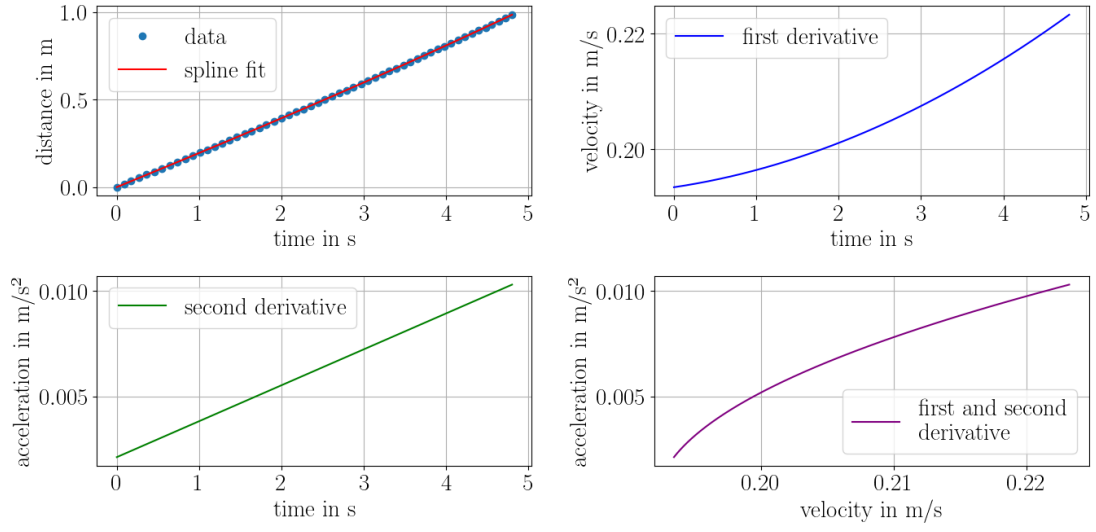 distance in m
1.0
0.5
0.0
data
spline fit
0 1 2 3 4 5
time in s
velocity in m/s
0.22
0.20
first derivative
0 1 2 3 4 5
time in s
acceleration in m/s²
0.010
0.005
second derivative
0 1 2 3 4 5
time in s
acceleration in m/s²
0.010
0.005
first and second
derivative
0.20 0.21 0.22
velocity in m/s